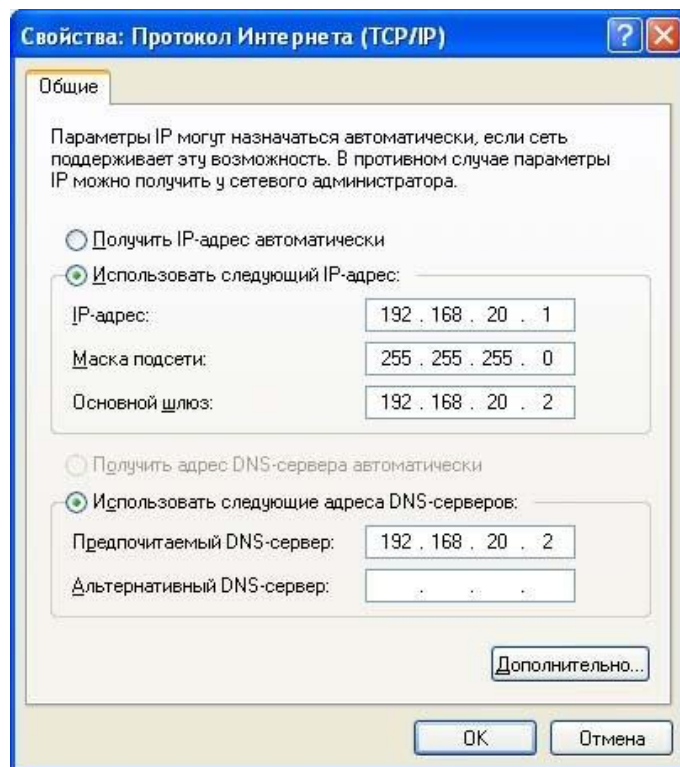 Свойства: Протокол Интернета (TCP/IP)
Общие
Параметры IP могут назначаться автоматически, если сеть
поддерживает эту возможность. В противном случае параметры
IP можно получить у сетевого администратора.
Получить IP-адрес автоматически
Использовать следующий IP-адрес:
IP-адрес: 192 . 168 . 20 . 1
Маска подсети: 255 . 255 . 255 . 0
Основной шлюз: 192 . 168 . 20 . 2
Получить адрес DNS-сервера автоматически
Использовать следующие адреса DNS-серверов:
Предпочитаемый DNS-сервер: 192 . 168 . 20 . 2
Альтернативный DNS-сервер: . . .
Дополнительно...
OK Отмена